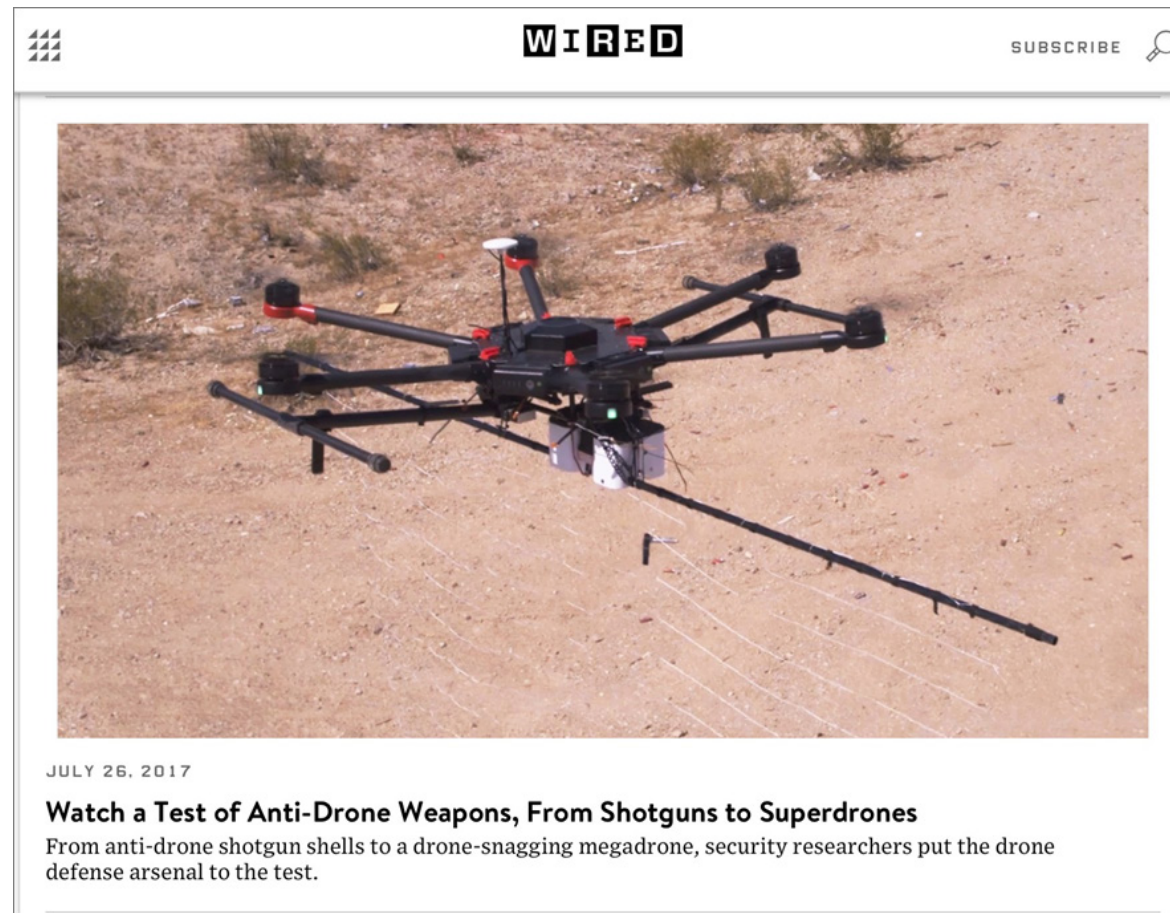 WIRED
SUBSCRIBE
JULY 26, 2017
Watch a Test of Anti-Drone Weapons, From Shotguns to Superdrones
From anti-drone shotgun shells to a drone-snagging megadrone, security researchers put the drone
defense arsenal to the test.